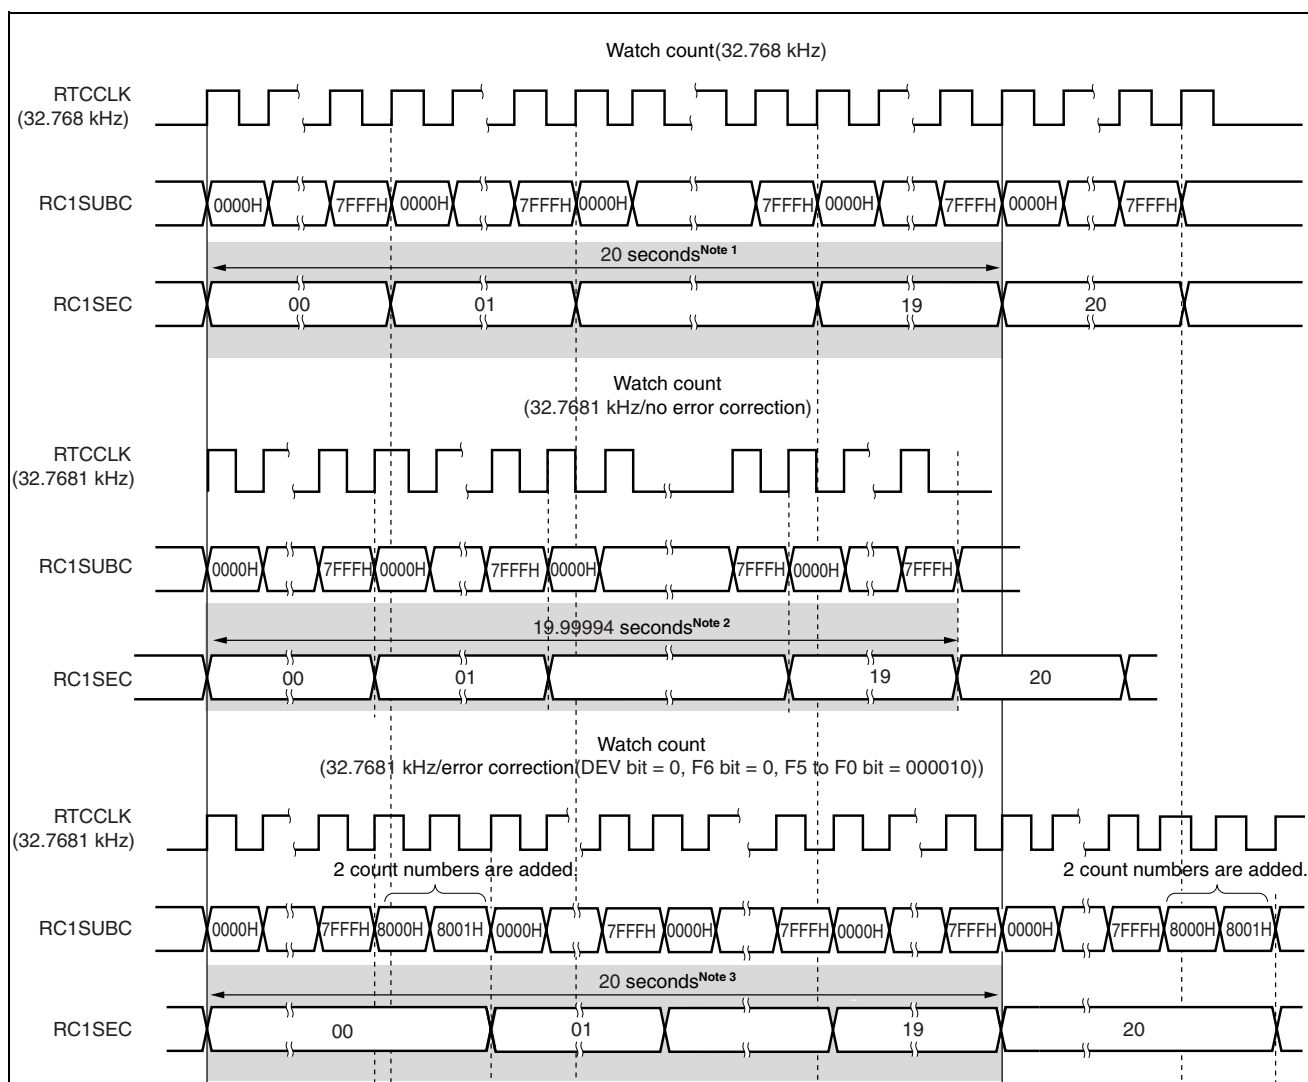 Watch count(32.768 kHz)
RTCCLK
(32.768 kHz)
RC1SUBC
0000H 7FFFH 0000H 7FFFH 0000H 7FFFH 0000H 7FFFH 0000H 7FFFH
20 seconds Note 1
RC1SEC
00 01 19 20
Watch count
(32.7681 kHz/no error correction)
RTCCLK
(32.7681 kHz)
RC1SUBC
0000H 7FFFH 0000H 7FFFH 0000H 7FFFH 0000H 7FFFH
19.99994 seconds Note 2
RC1SEC
00 01 19 20
Watch count
(32.7681 kHz/error correction(DEV bit = 0, F6 bit = 0, F5 to F0 bit = 000010))
RTCCLK
(32.7681 kHz)
2 count numbers are added. 2 count numbers are added.
RC1SUBC
0000H 7FFFH 8000H 8001H 0000H 7FFFH 0000H 7FFFH 0000H 7FFFH 0000H 7FFFH 8000H 8001H
20 seconds Note 3
RC1SEC
00 01 19 20